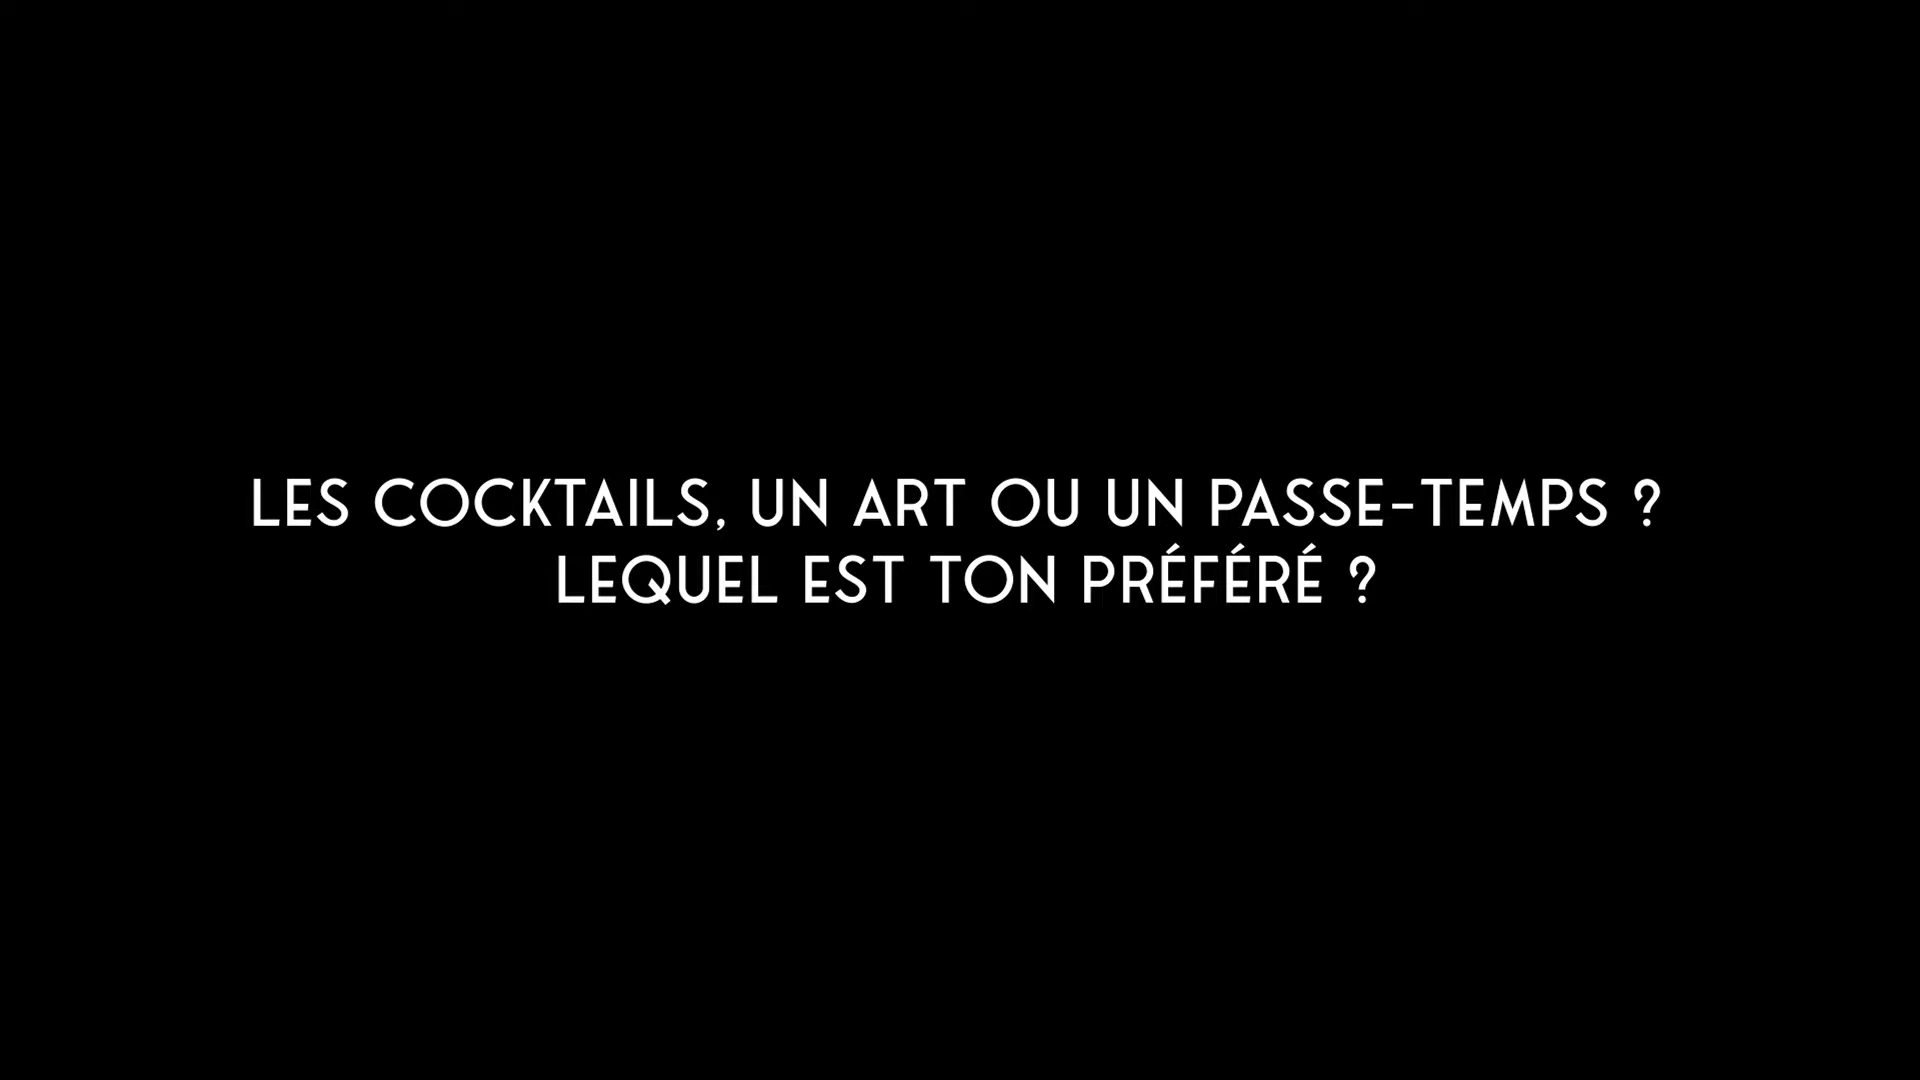 LES COCKTAILS, UN ART OU UN PASSE-TEMPS ?
LEQUEL EST TON PRÉFÉRÉ ?